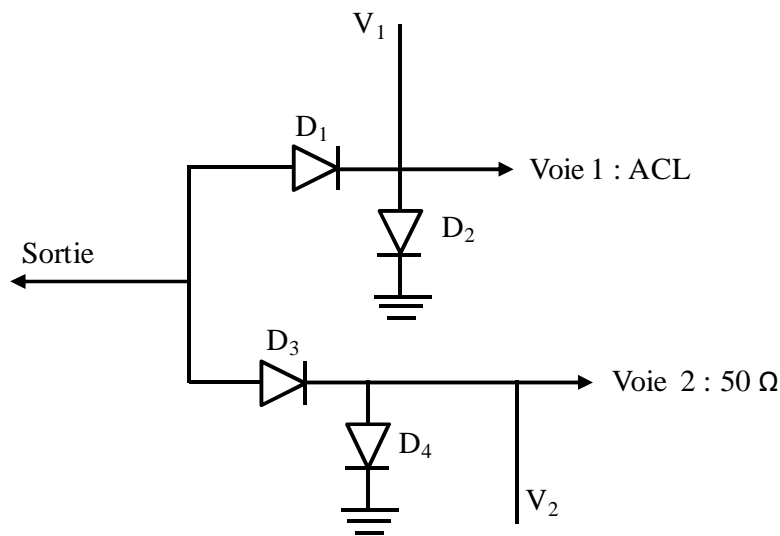 V₁
D₁
Voie 1 : ACL
D₂
Sortie
D₃
Voie 2 : 50 Ω
D₄
V₂